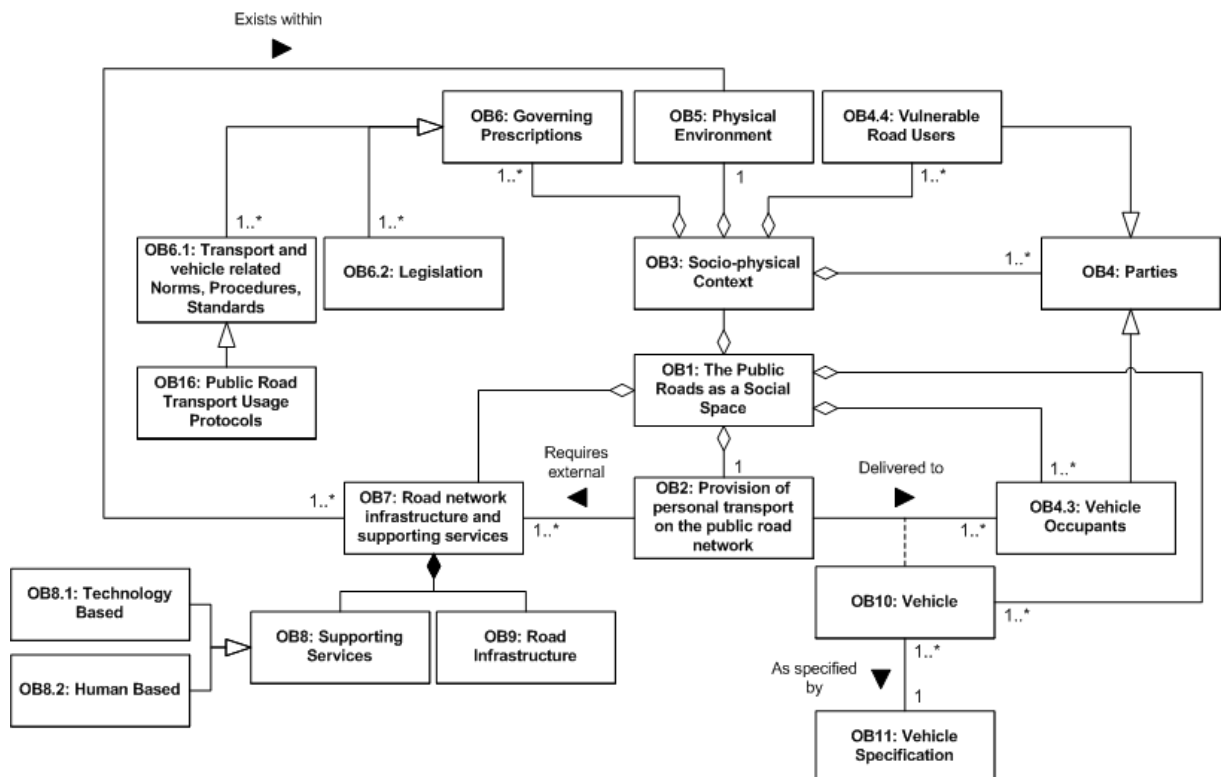 Exists within
OB6: Governing
Prescriptions
OB5: Physical
Environment
OB4.4: Vulnerable
Road Users
1..*
1
1..*
1..*
1..*
OB6.1: Transport and
vehicle related
Norms, Procedures,
Standards
OB6.2: Legislation
OB3: Socio-physical
Context
1..*
OB4: Parties
OB16: Public Road
Transport Usage
Protocols
OB1: The Public
Roads as a Social
Space
Requires
external
1
Delivered to
1..*
1..*
OB7: Road network
infrastructure and
supporting services
1..*
OB2: Provision of
personal transport
on the public road
network
1..*
OB4.3: Vehicle
Occupants
OB8.1: Technology
Based
OB8: Supporting
Services
OB9: Road
Infrastructure
OB10: Vehicle
1..*
OB8.2: Human Based
1..*
As specified
by
1
OB11: Vehicle
Specification